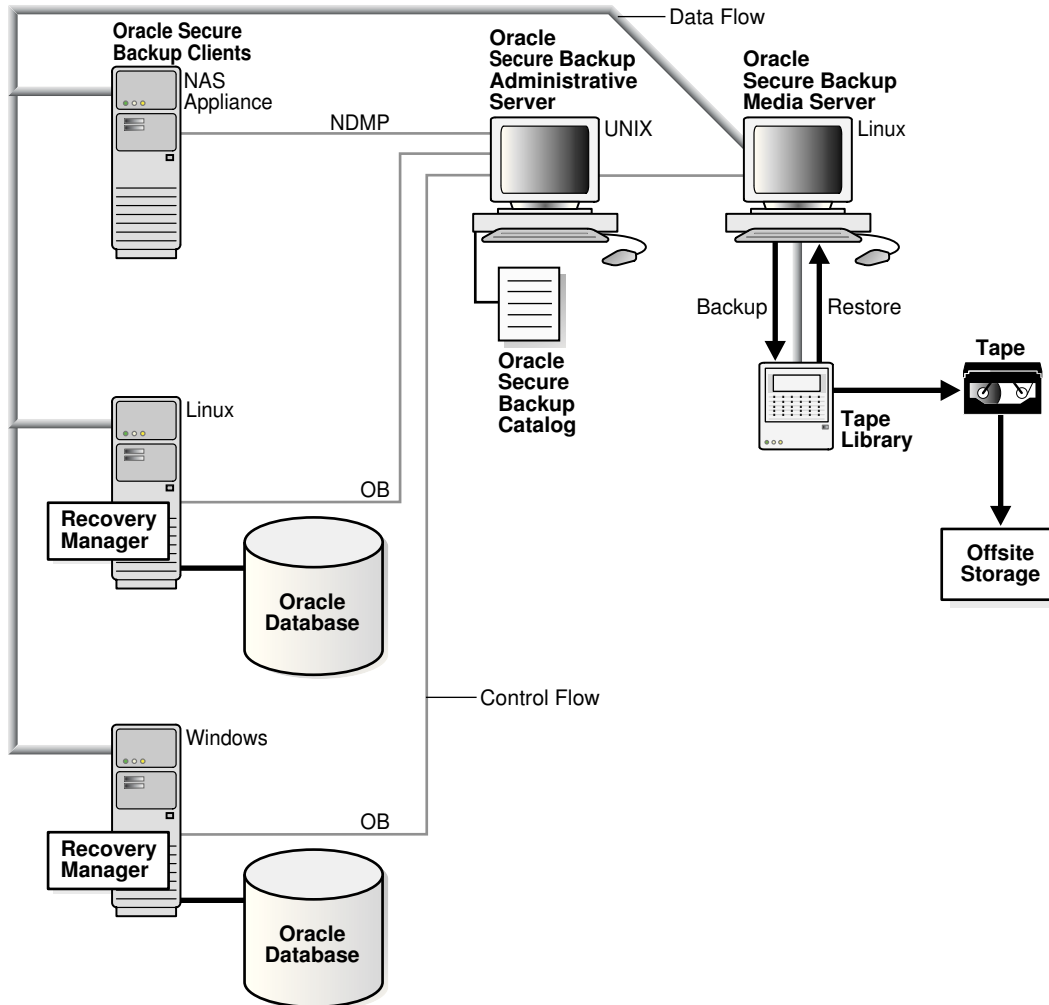 Data Flow
Oracle Secure
Backup Clients
NAS
Appliance
Oracle
Secure Backup
Administrative
Server
UNIX
Oracle
Secure Backup
Media Server
Linux
NDMP
Backup
Restore
Oracle
Secure
Backup
Catalog
Tape
Library
Tape
Offsite
Storage
Linux
OB
Recovery
Manager
Oracle
Database
Control Flow
Windows
OB
Recovery
Manager
Oracle
Database